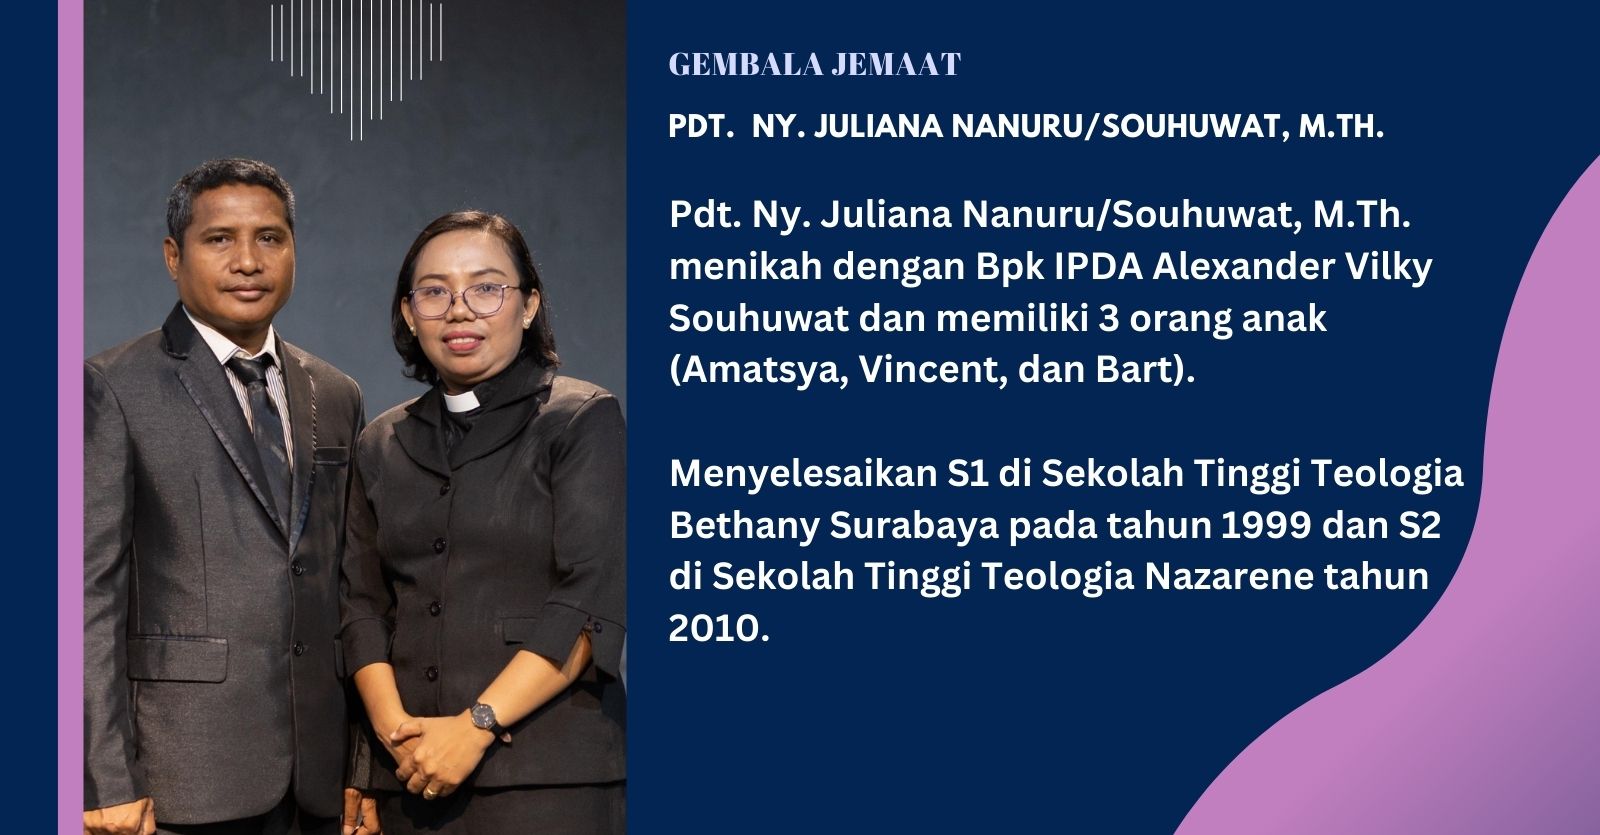 GEMBALA JEMAAT
PDT. NY. JULIANA NANURU/SOUHUWAT, M.TH.
Pdt. Ny. Juliana Nanuru/Souhuwat, M.Th.
menikah dengan Bpk IPDA Alexander Vilky
Souhuwat dan memiliki 3 orang anak
(Amatsya, Vincent, dan Bart).
Menyelesaikan S1 di Sekolah Tinggi Teologia
Bethany Surabaya pada tahun 1999 dan S2
di Sekolah Tinggi Teologia Nazarene tahun
2010.